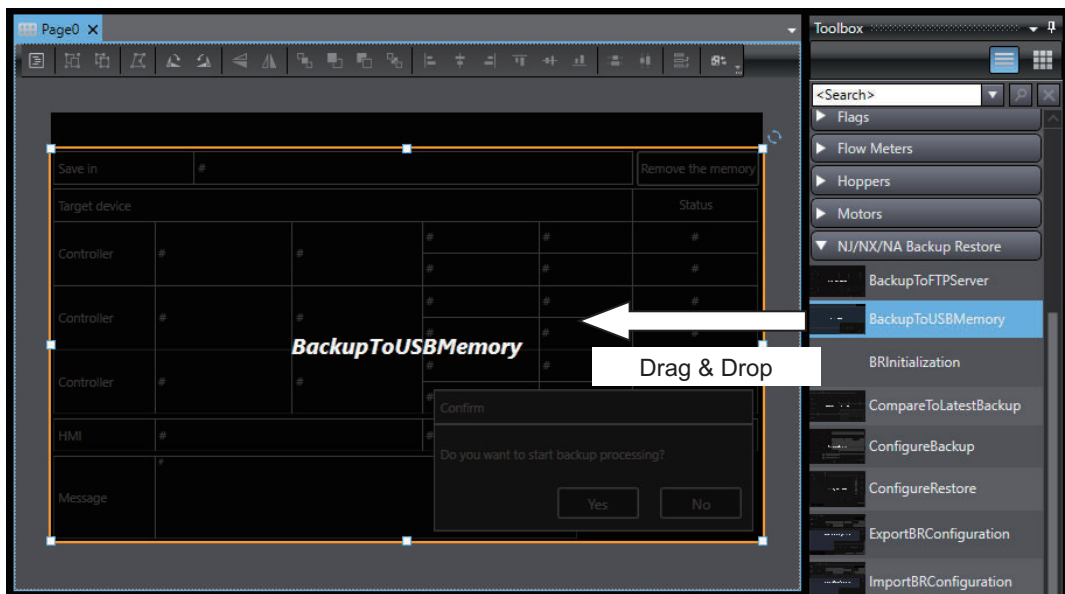 Page0
Toolbox
<Search>
Flags
Flow Meters
Hoppers
Motors
NJ/NX/NA Backup Restore
BackupToFTPServer
BackupToUSBMemory
BRInitialization
CompareToLatestBackup
ConfigureBackup
ConfigureRestore
ExportBRConfiguration
ImportBRConfiguration
Save in # Remove the memory
Target device Status
# # #
Controller # #
# # #
# # #
Controller # #
#
BackupToUSBMemory
Drag & Drop
# #
Controller # #
#
HMI # #
#
Message
Confirm
Do you want to start backup processing?
Yes No